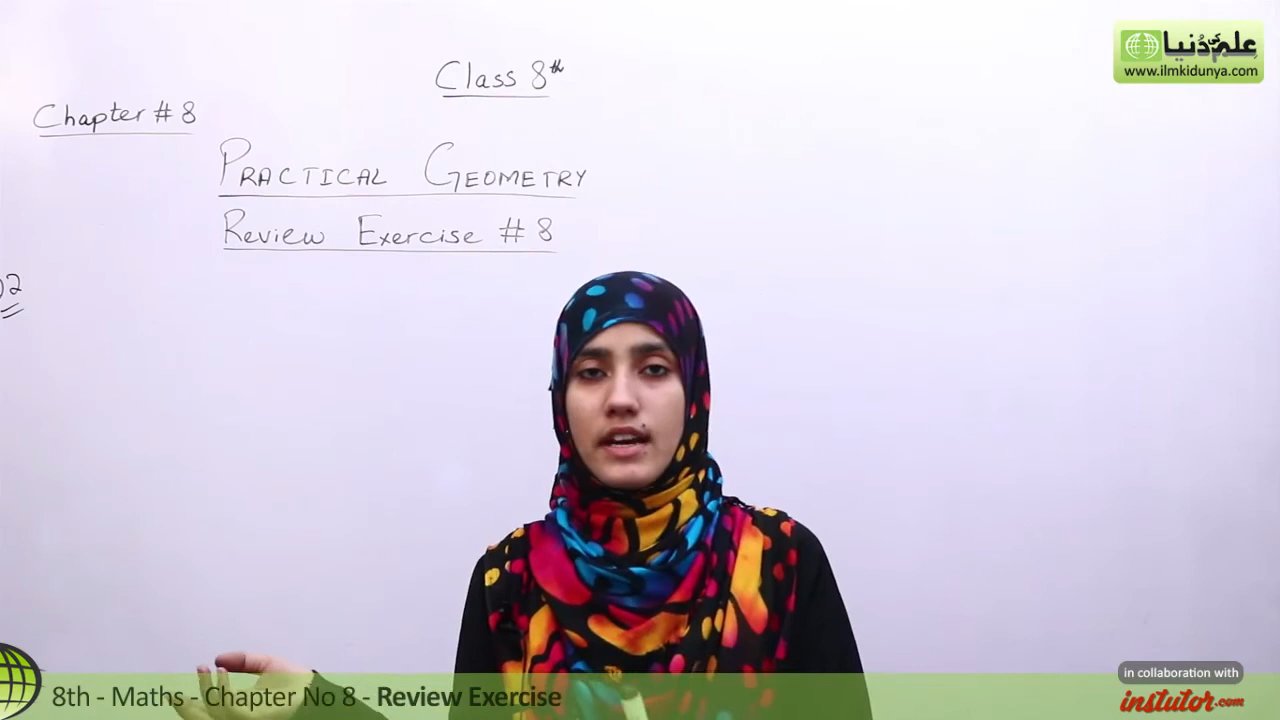 علم کی دُنیا
www.ilmkidunya.com
Class 8th
Chapter # 8
PRACTICAL GEOMETRY
Review Exercise # 8
8th - Maths - Chapter No 8 - Review Exercise
in collaboration with
instutor.com